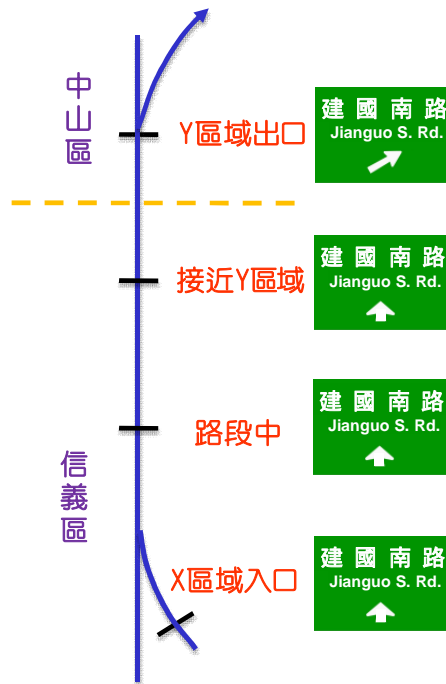 中山區
Y區域出口
建國南路
Jianguo S. Rd.
接近Y區域
建國南路
Jianguo S. Rd.
路段中
建國南路
Jianguo S. Rd.
信義區
X區域入口
建國南路
Jianguo S. Rd.